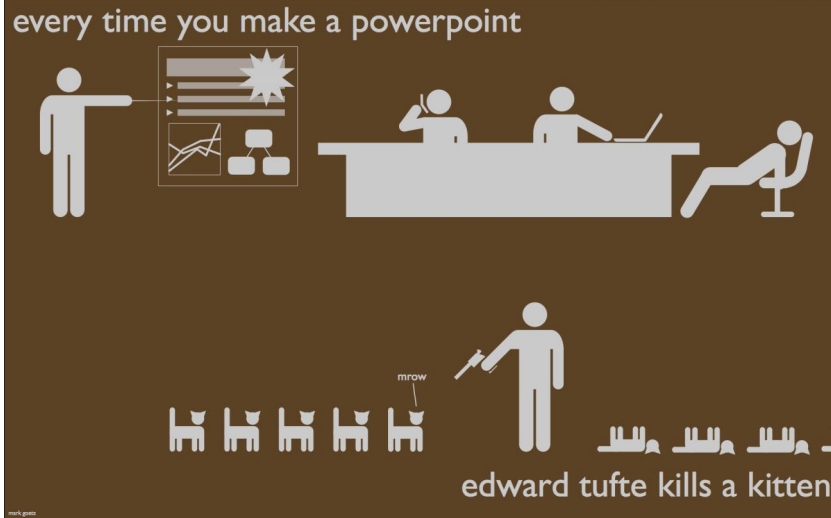 every time you make a powerpoint
mrow
edward tufte kills a kitten
mark goetz